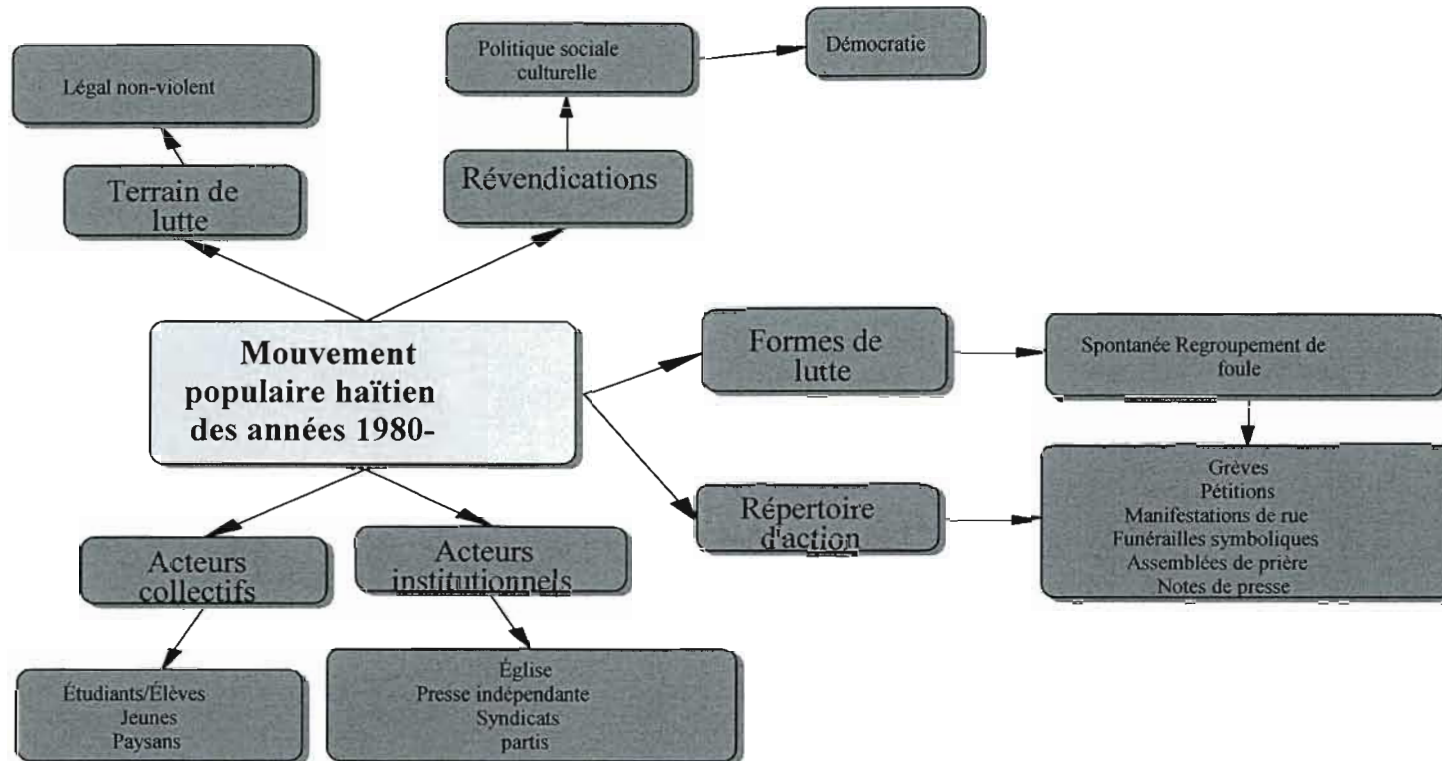 Politique sociale
culturelle
Démocratie
Légal non-violent
Terrain de
lutte
Révendications
Mouvement
populaire haïtien
des années 1980-
Formes de
lutte
Spontanée Regroupement de
foule
Répertoire
d'action
Grèves
Pétitions
Manifestations de rue
Funérailles symboliques
Assemblées de prière
Notes de presse
Acteurs
collectifs
Acteurs
institutionnels
Étudiants/Élèves
Jeunes
Paysans
Église
Presse indépendante
Syndicats
partis